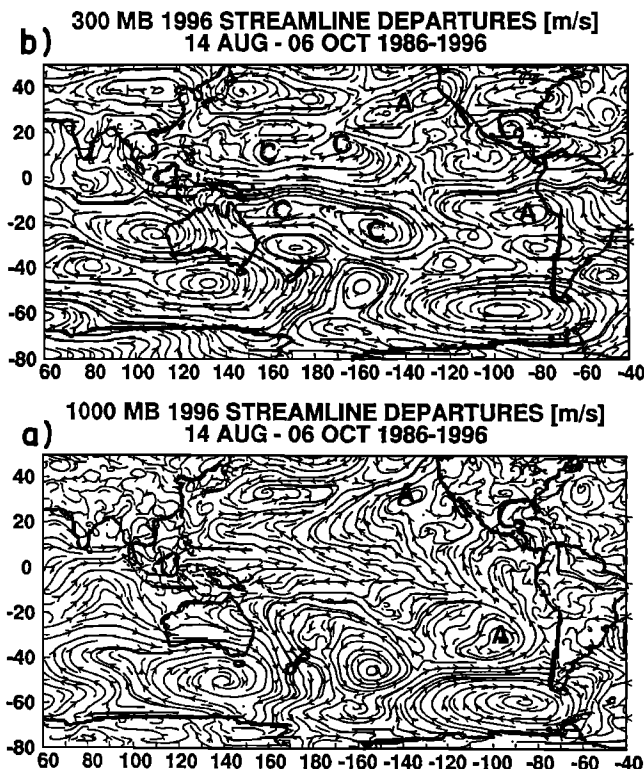 300 MB 1996 STREAMLINE DEPARTURES [m/s]
b) 14 AUG - 06 OCT 1986-1996
40
20
0
-20
-40
-60
-80
A
C
C
C
C
A
60 80 100 120 140 160 180 -160 -140 -120 -100 -80 -60 -40
1000 MB 1996 STREAMLINE DEPARTURES [m/s]
a) 14 AUG - 06 OCT 1986-1996
40
20
0
-20
-40
-60
-80
A
A
60 80 100 120 140 160 180 -160 -140 -120 -100 -80 -60 -40